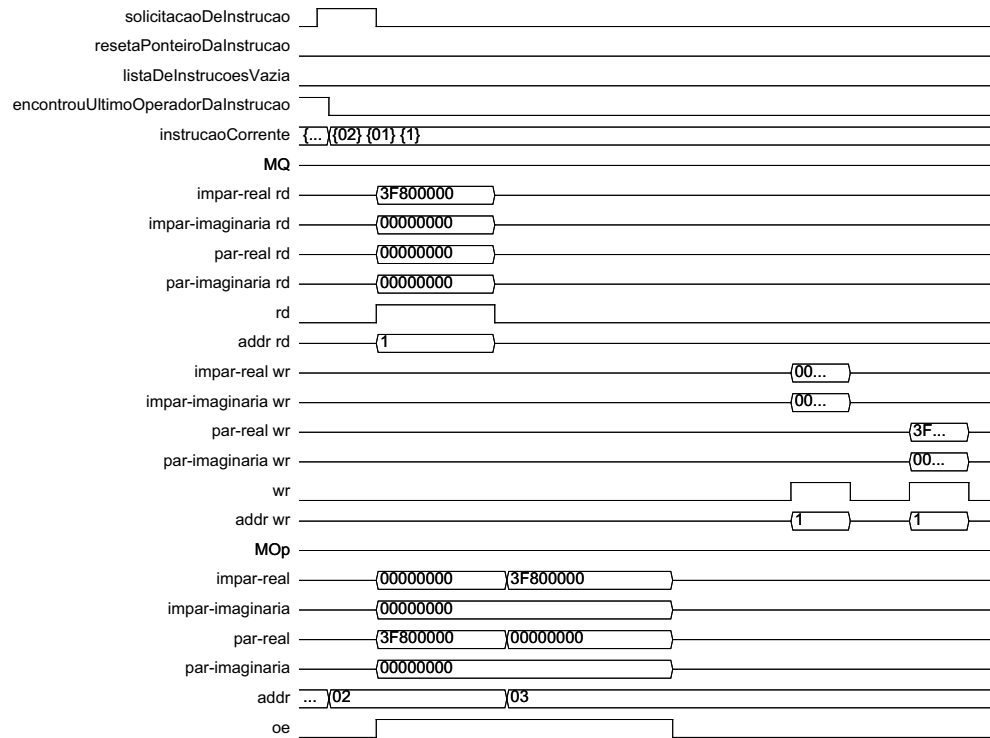 solicitacaoDeInstrucao
resetaPonteiroDaInstrucao
listaDeInstrucoesVazia
encontrouUltimoOperadorDaInstrucao
instrucaoCorrente {... {02} {01} {1}
MQ
impar-real rd 3F800000
impar-imaginaria rd 00000000
par-real rd 00000000
par-imaginaria rd 00000000
rd
addr rd 1
impar-real wr 00...
impar-imaginaria wr 00...
par-real wr 3F...
par-imaginaria wr 00...
wr
addr wr 1 1
MOp
impar-real 00000000 3F800000
impar-imaginaria 00000000
par-real 3F800000 00000000
par-imaginaria 00000000
addr ... 02 03
oe